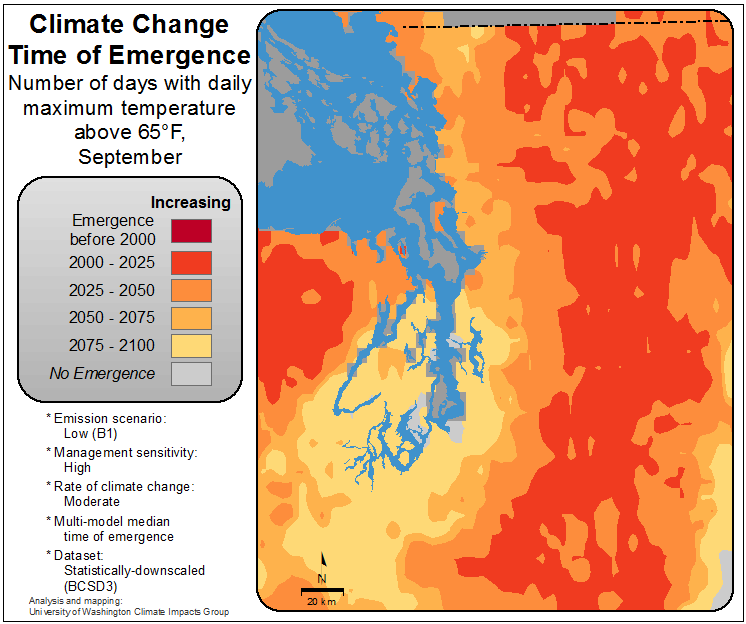 Climate Change
Time of Emergence
Number of days with daily
maximum temperature
above 65°F,
September
Increasing
Emergence
before 2000
2000 - 2025
2025 - 2050
2050 - 2075
2075 - 2100
No Emergence
* Emission scenario:
Low (B1)
* Management sensitivity:
High
* Rate of climate change:
Moderate
* Multi-model median
time of emergence
* Dataset:
Statistically-downscaled
(BCSD3)
Analysis and mapping:
University of Washington Climate Impacts Group
N
20 km